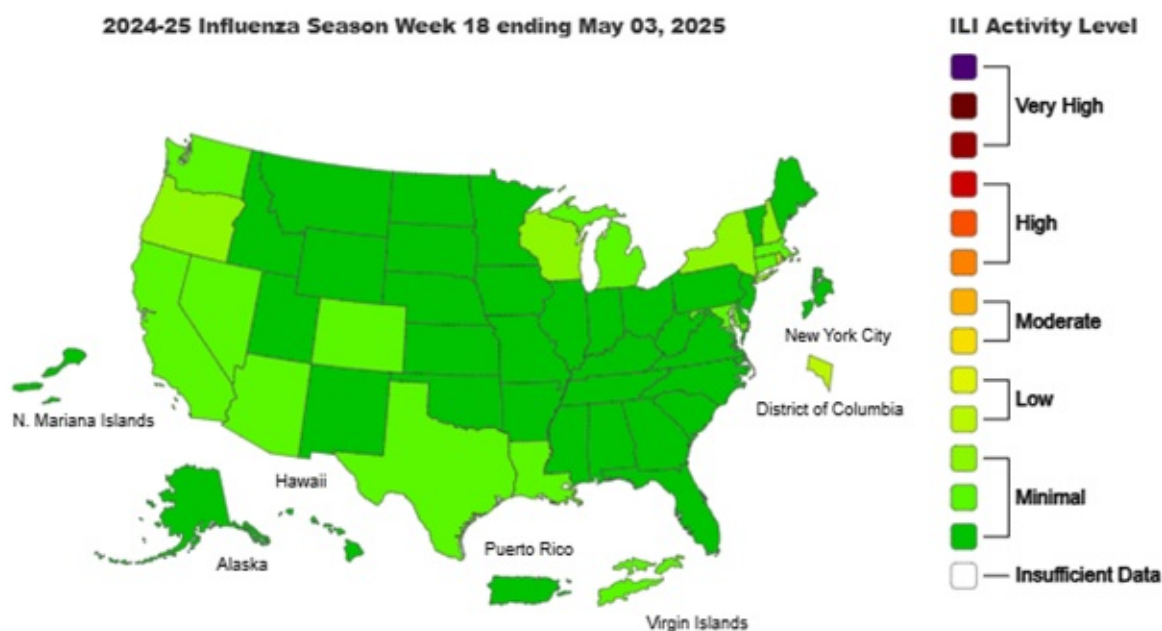 2024-25 Influenza Season Week 18 ending May 03, 2025
ILI Activity Level
Very High
High
Moderate
Low
Minimal
Insufficient Data
New York City
District of Columbia
N. Mariana Islands
Hawaii
Alaska
Puerto Rico
Virgin Islands